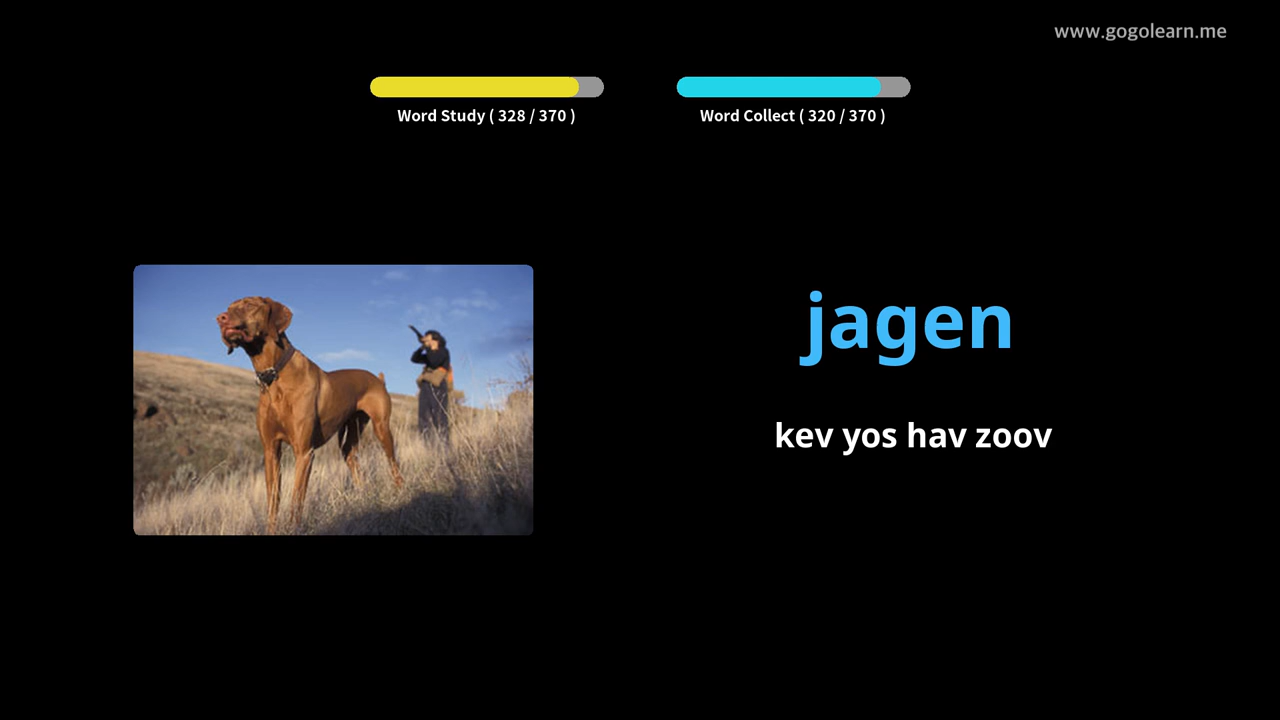 www.gogolearn.me
Word Study ( 328 / 370 )
Word Collect ( 320 / 370 )
jagen
kev yos hav zoov